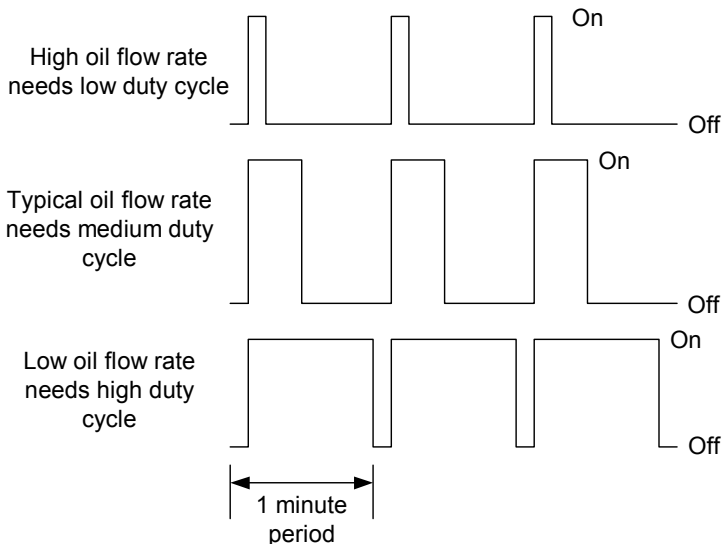 On
High oil flow rate
needs low duty cycle
Off
On
Typical oil flow rate
needs medium duty
cycle
Off
On
Low oil flow rate
needs high duty
cycle
Off
1 minute
period